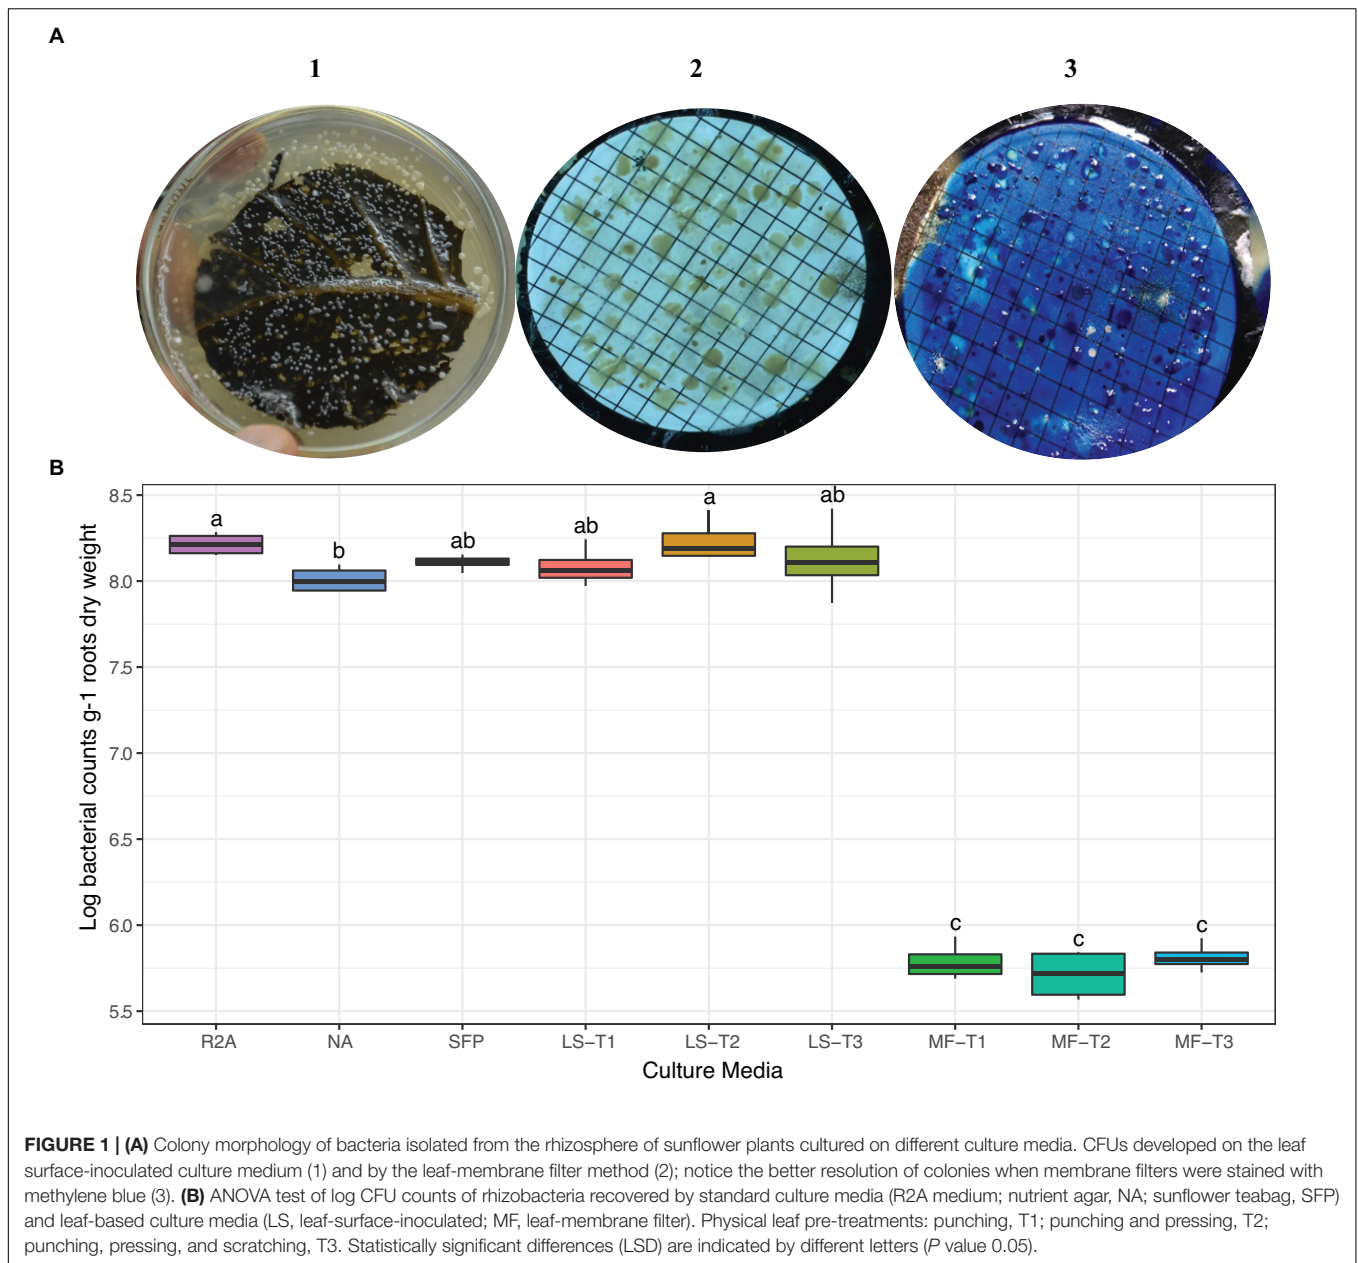 A
1 2 3
B
Log bacterial counts g-1 roots dry weight
8.5
8.0
7.5
7.0
6.5
6.0
5.5
a b ab ab a ab c c c
R2A NA SFP LS-T1 LS-T2 LS-T3 MF-T1 MF-T2 MF-T3
Culture Media
FIGURE 1 | (A) Colony morphology of bacteria isolated from the rhizosphere of sunflower plants cultured on different culture media. CFUs developed on the leaf
surface-inoculated culture medium (1) and by the leaf-membrane filter method (2); notice the better resolution of colonies when membrane filters were stained with
methylene blue (3). (B) ANOVA test of log CFU counts of rhizobacteria recovered by standard culture media (R2A medium; nutrient agar, NA; sunflower teabag, SFP)
and leaf-based culture media (LS, leaf-surface-inoculated; MF, leaf-membrane filter). Physical leaf pre-treatments: punching, T1; punching and pressing, T2;
punching, pressing, and scratching, T3. Statistically significant differences (LSD) are indicated by different letters (P value 0.05).